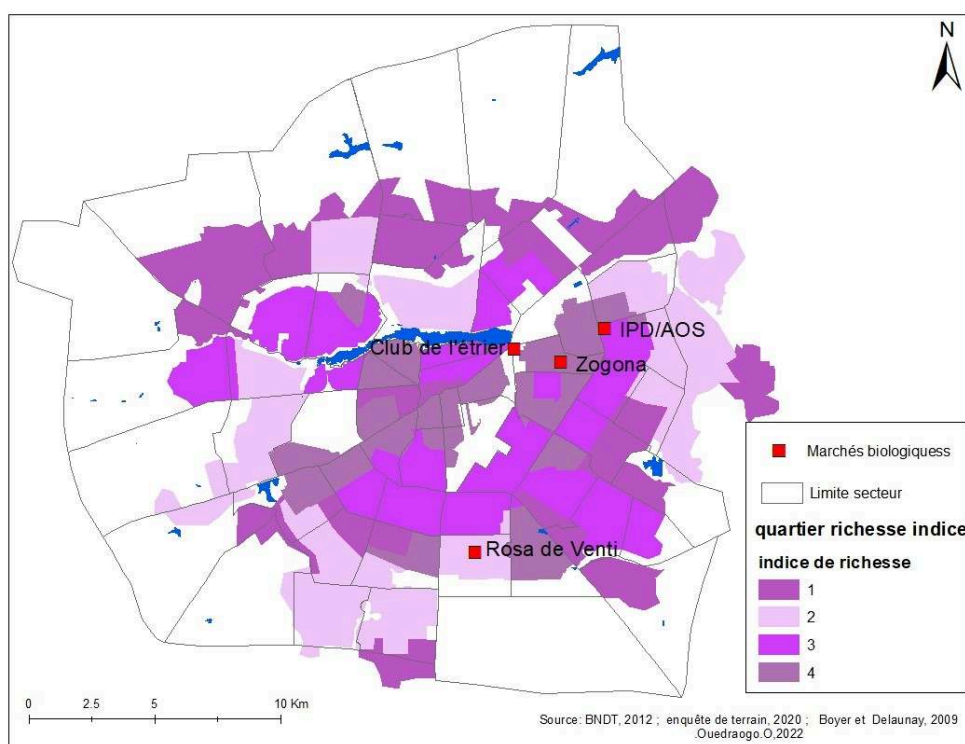 N
IPD/AOS
Club de l'étrier
Zogona
Rosa de Venti
Marchés biologiquess
Limite secteur
quartier richesse indice
indice de richesse
1
2
3
4
0 2.5 5 10 Km
Source: BNDT, 2012 ; enquête de terrain, 2020 ; Boyer et Delaunay, 2009
.Ouedraogo.O,2022